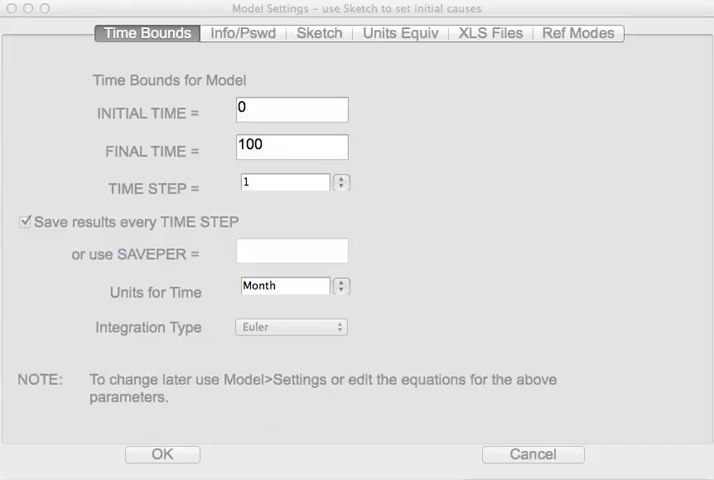 Model Settings - use Sketch to set initial causes
Time Bounds Info/Pswd Sketch Units Equiv XLS Files Ref Modes
Time Bounds for Model
INITIAL TIME = 0
FINAL TIME = 100
TIME STEP = 1
Save results every TIME STEP
or use SAVEPER =
Units for Time Month
Integration Type Euler
NOTE: To change later use Model>Settings or edit the equations for the above
parameters.
OK Cancel